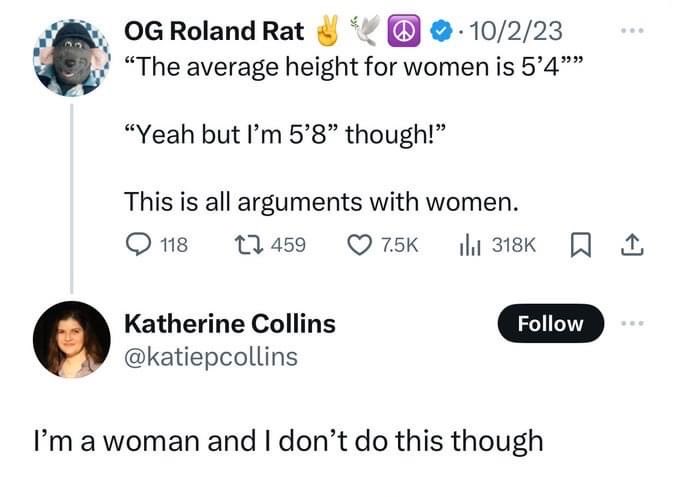 OG Roland Rat ✌️ 🕊️ ☮️ · 10/2/23
“The average height for women is 5’4””
“Yeah but I’m 5’8” though!”
This is all arguments with women.
118 459 7.5K 318K
Katherine Collins
Follow
@katiepcollins
I’m a woman and I don’t do this though